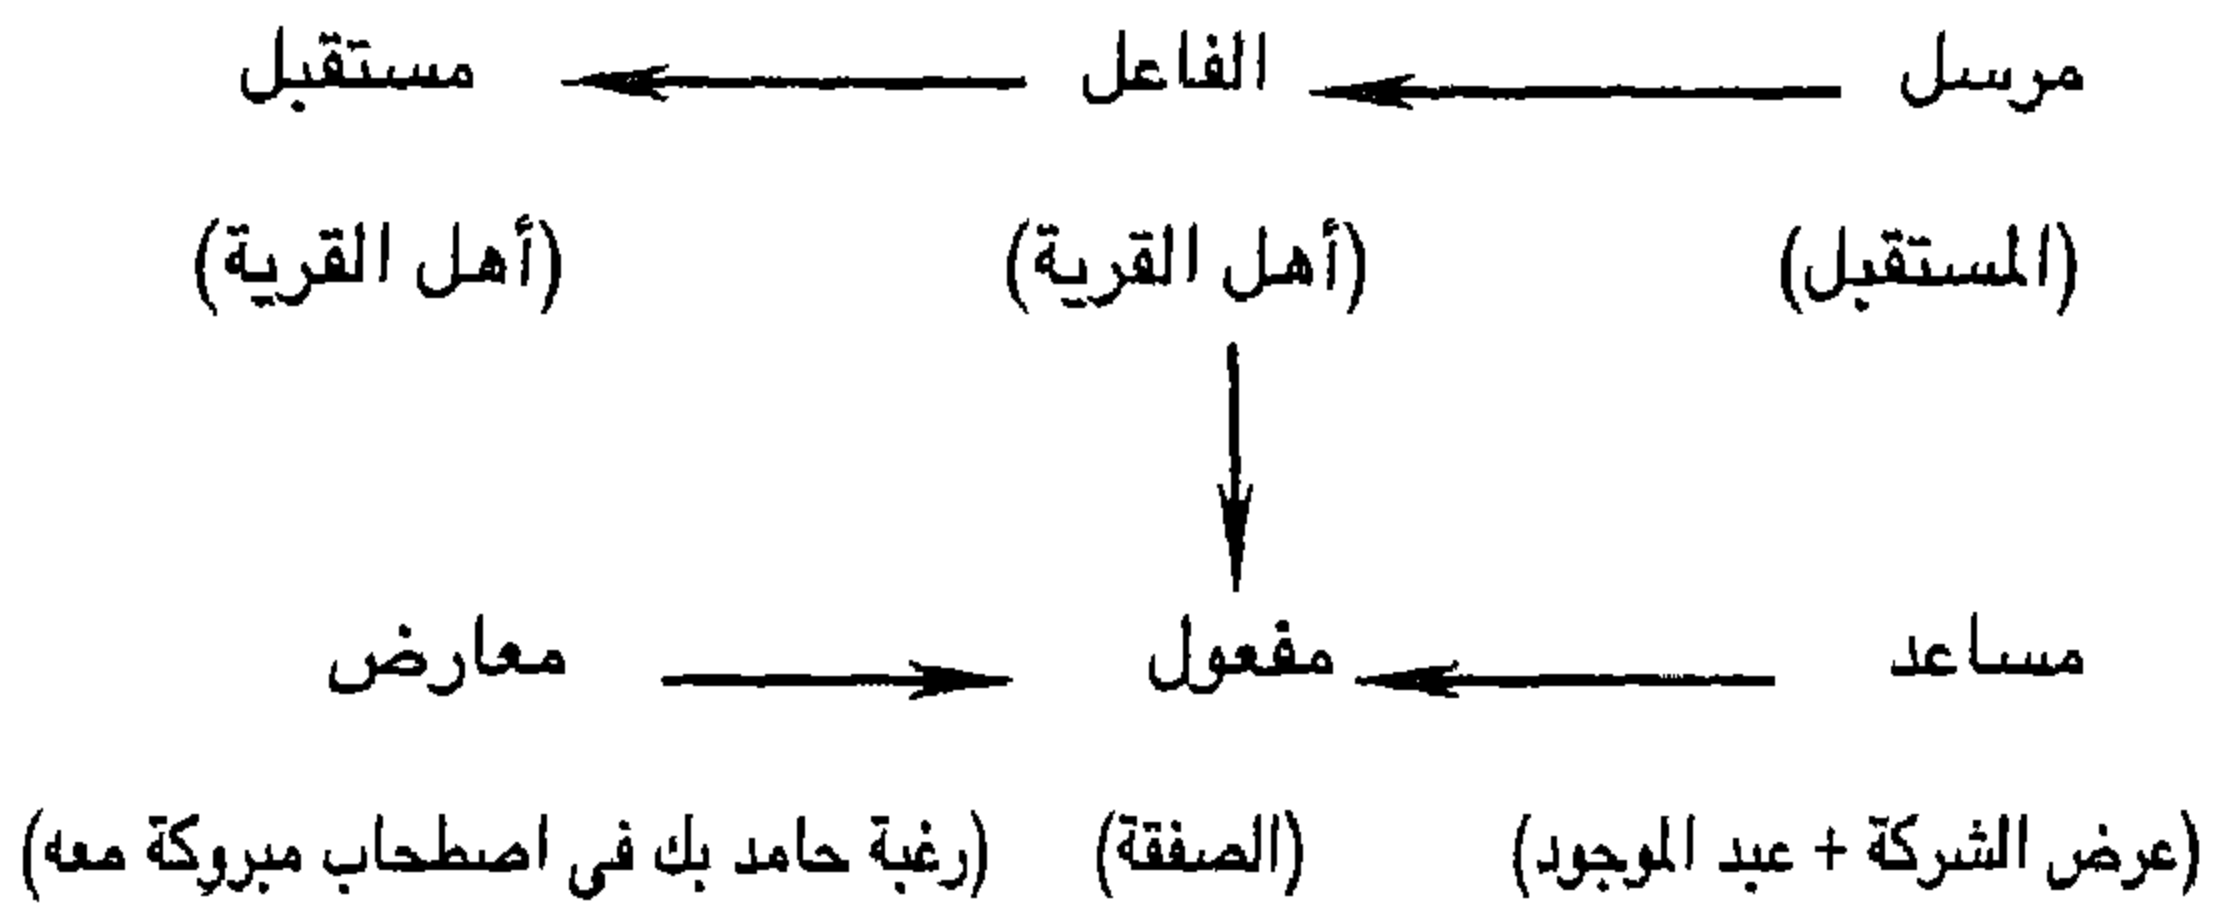 مرسل الفاعل مستقبل
(المستقبل) (أهل القرية) (أهل القرية)
مساعد مفعول معارض
(عرض الشركة + عبد الموجود) (الصفقة) (رغبة حامد بك فى اصطحاب مبروكة معه)